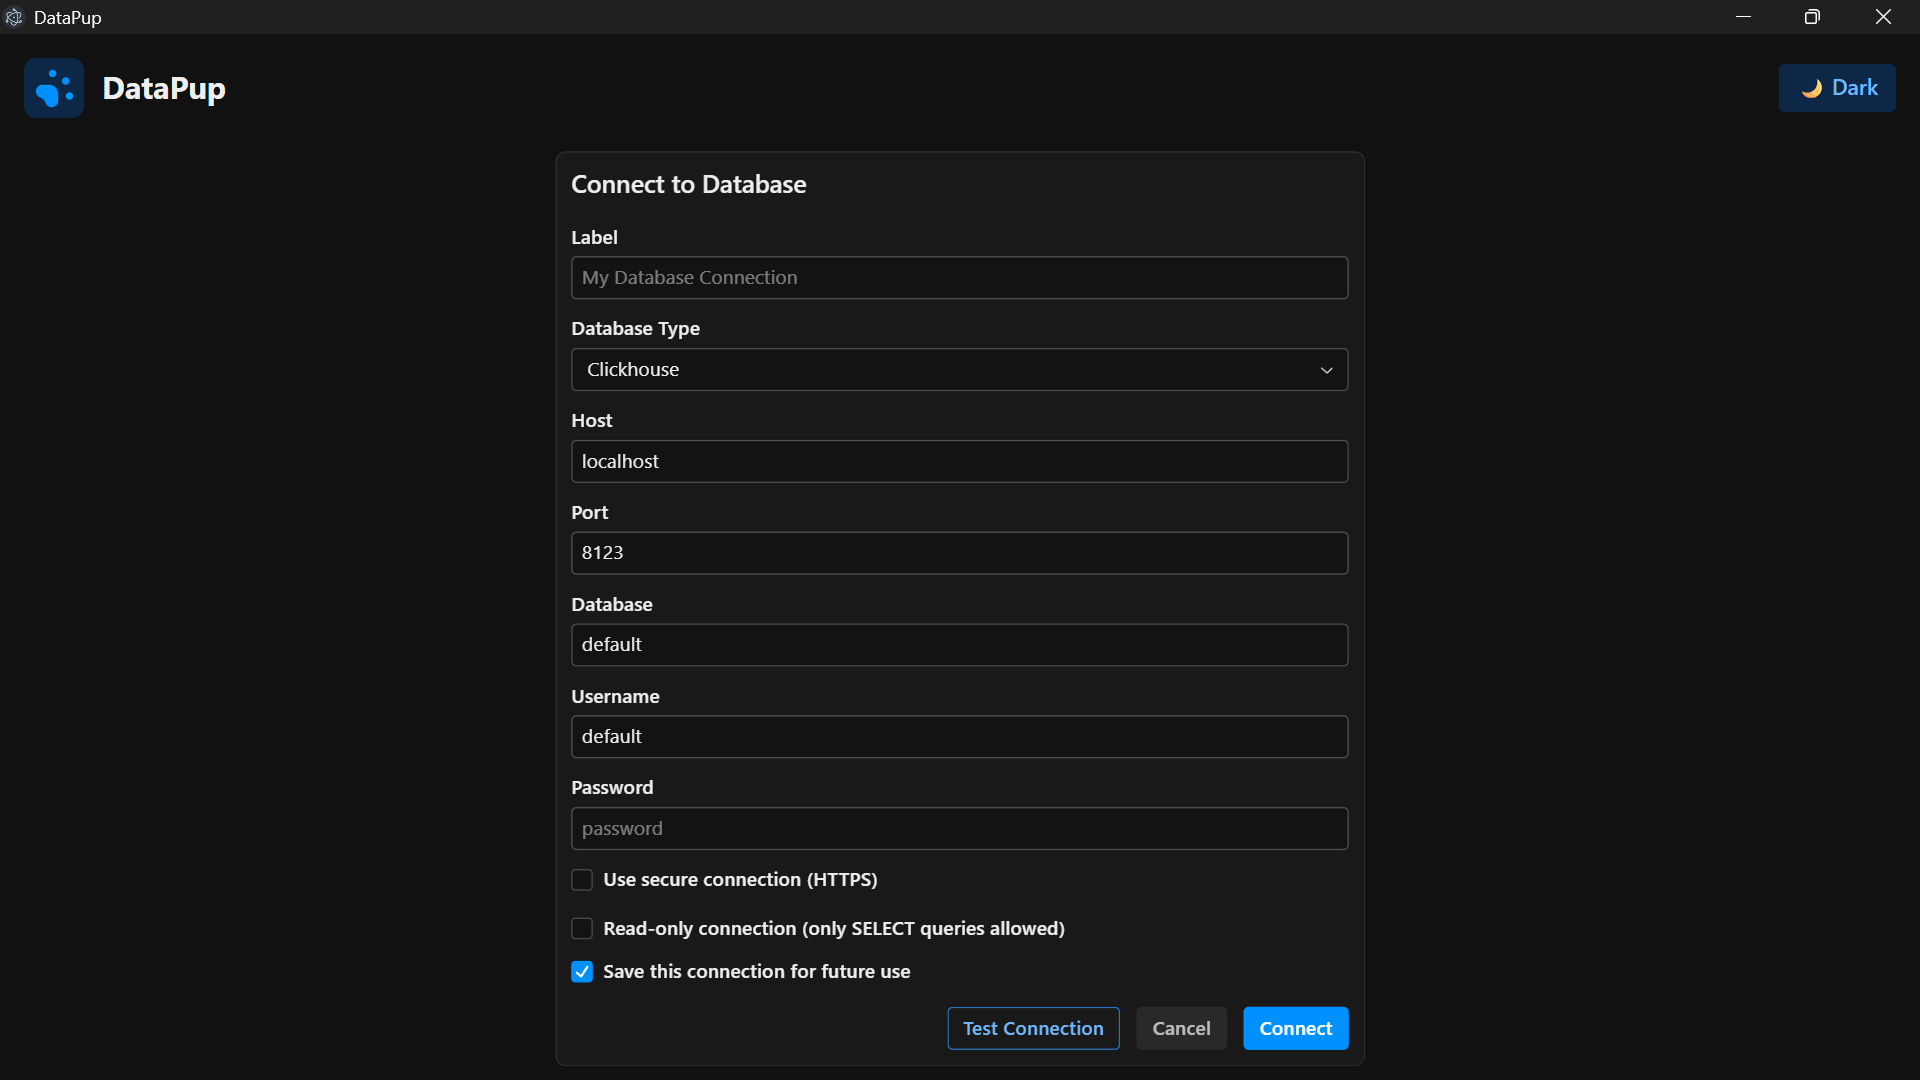 DataPup
DataPup
🌙 Dark
Connect to Database
Label
My Database Connection
Database Type
Clickhouse
Host
localhost
Port
8123
Database
default
Username
default
Password
password
Use secure connection (HTTPS)
Read-only connection (only SELECT queries allowed)
Save this connection for future use
Test Connection Cancel Connect